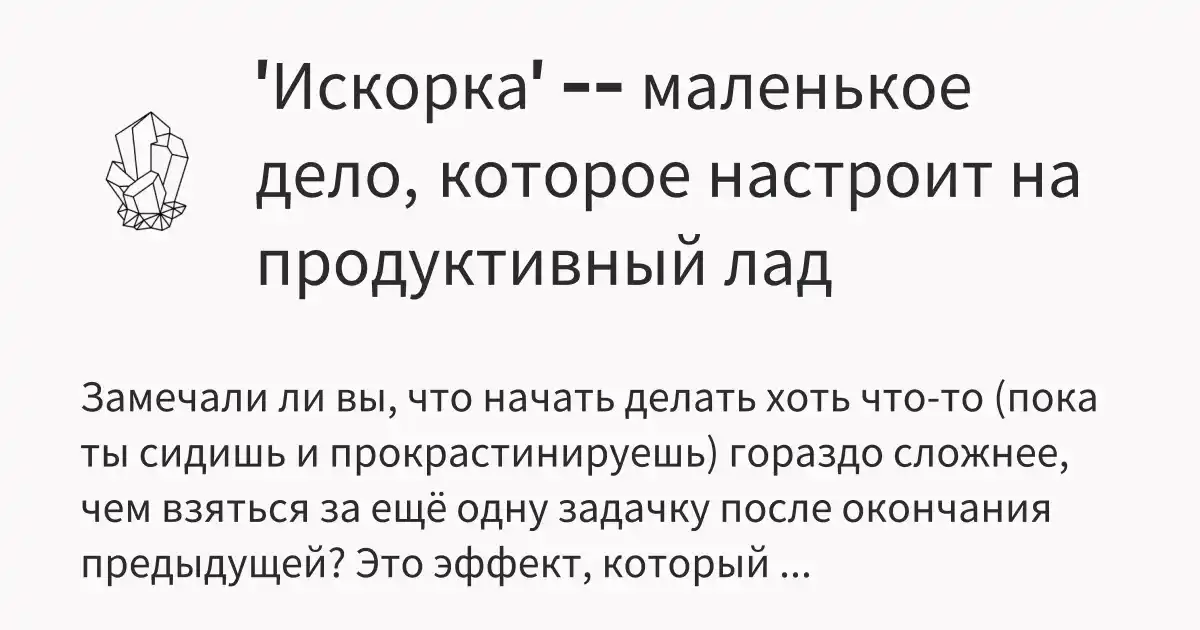 'Искорка' -- маленькое
дело, которое настроит на
продуктивный лад
Замечали ли вы, что начать делать хоть что-то (пока
ты сидишь и прокрастинируешь) гораздо сложнее,
чем взяться за ещё одну задачку после окончания
предыдущей? Это эффект, который ...